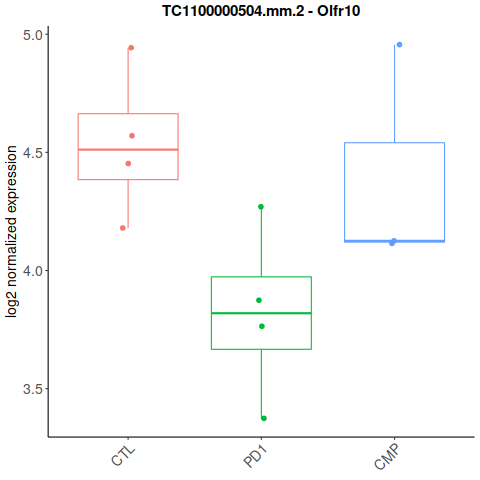 TC1100000504.mm.2 - Olfr10
log2 normalized expression
5.0
4.5
4.0
3.5
CTL
PD1
CMP